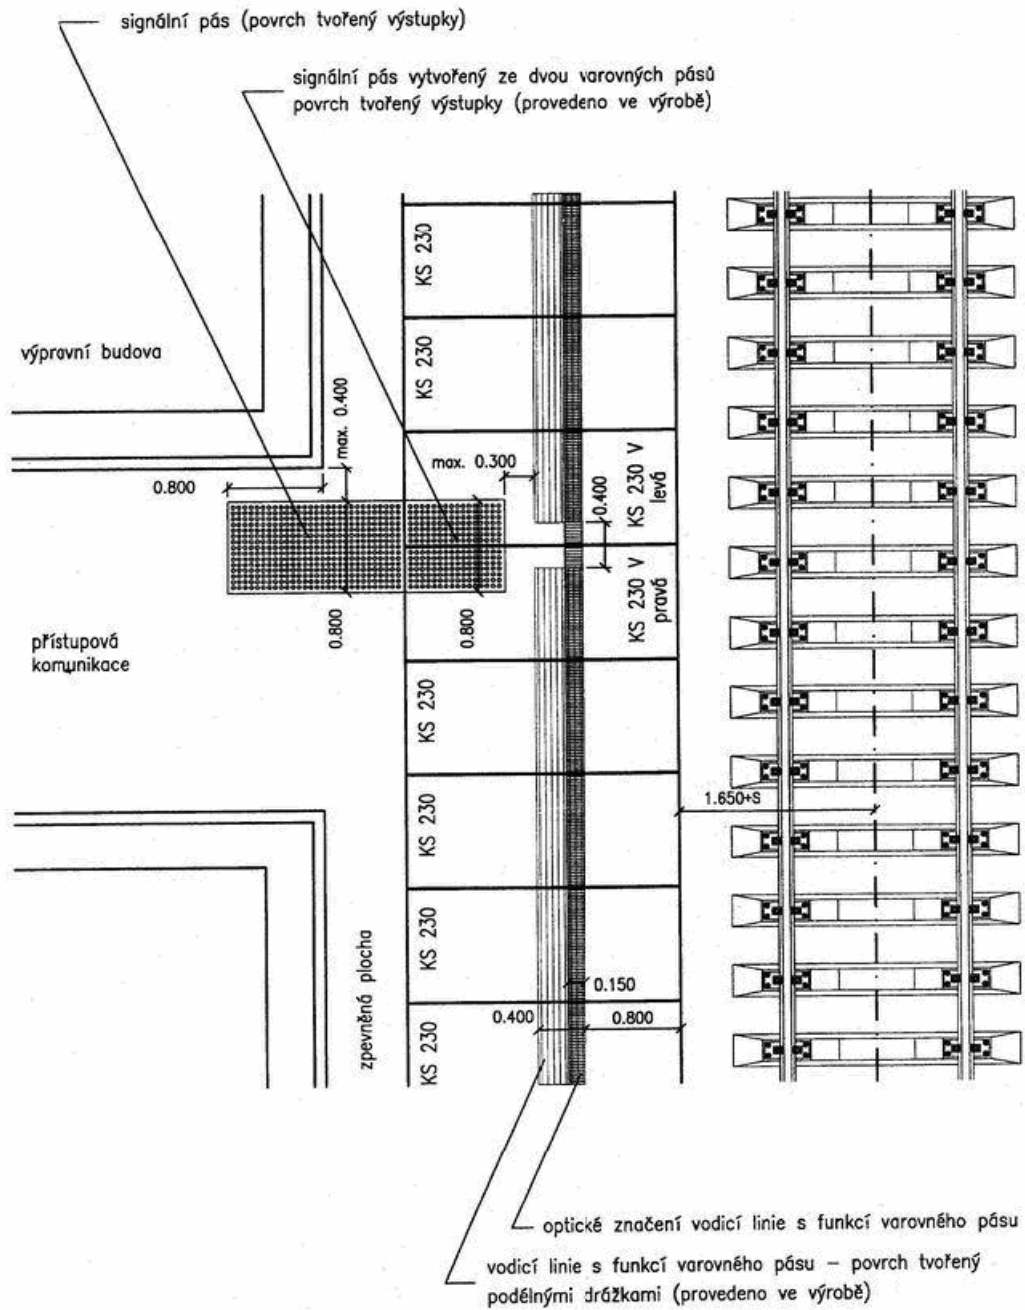 signální pás (povrch tvořený výstupky)
signální pás vytvořený ze dvou varovných pásů
povrch tvořený výstupky (provedeno ve výrobě)
KS 230
výpravní budova
KS 230
max. 0.400
0.800
max. 0.300
0.400
KS 230 V
levá
KS 230 V
pravá
0.800
0.800
přístupová
komunikace
KS 230
KS 230
1.650+S
KS 230
zpevněná plocha
0.150
0.400
0.800
KS 230
optické značení vodicí linie s funkcí varovného pásu
vodicí linie s funkcí varovného pásu – povrch tvořený
podélnými drážkami (provedeno ve výrobě)